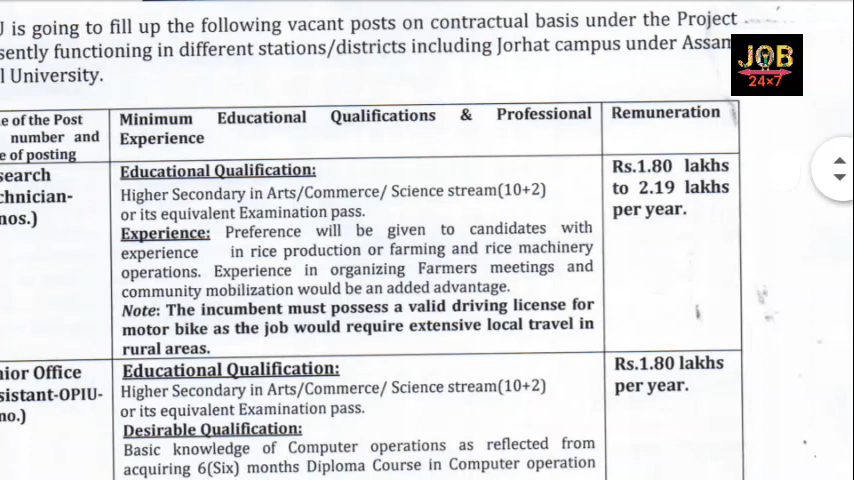 J is going to fill up the following vacant posts on contractual basis under the Project
sently functioning in different stations/districts including Jorhat campus under Assam
l University.
JOB
24×7
e of the Post
number and
e of posting
Minimum Educational Qualifications & Professional
Experience
Remuneration
search
chnician-
nos.)
Educational Qualification:
Higher Secondary in Arts/Commerce/ Science stream(10+2)
or its equivalent Examination pass.
Experience: Preference will be given to candidates with
experience in rice production or farming and rice machinery
operations. Experience in organizing Farmers meetings and
community mobilization would be an added advantage.
Note: The incumbent must possess a valid driving license for
motor bike as the job would require extensive local travel in
rural areas.
Rs.1.80 lakhs
to 2.19 lakhs
per year.
nior Office
sistant-OPIU-
no.)
Educational Qualification:
Higher Secondary in Arts/Commerce/ Science stream(10+2)
or its equivalent Examination pass.
Desirable Qualification:
Basic knowledge of Computer operations as reflected from
acquiring 6(Six) months Diploma Course in Computer operation
Rs.1.80 lakhs
per year.